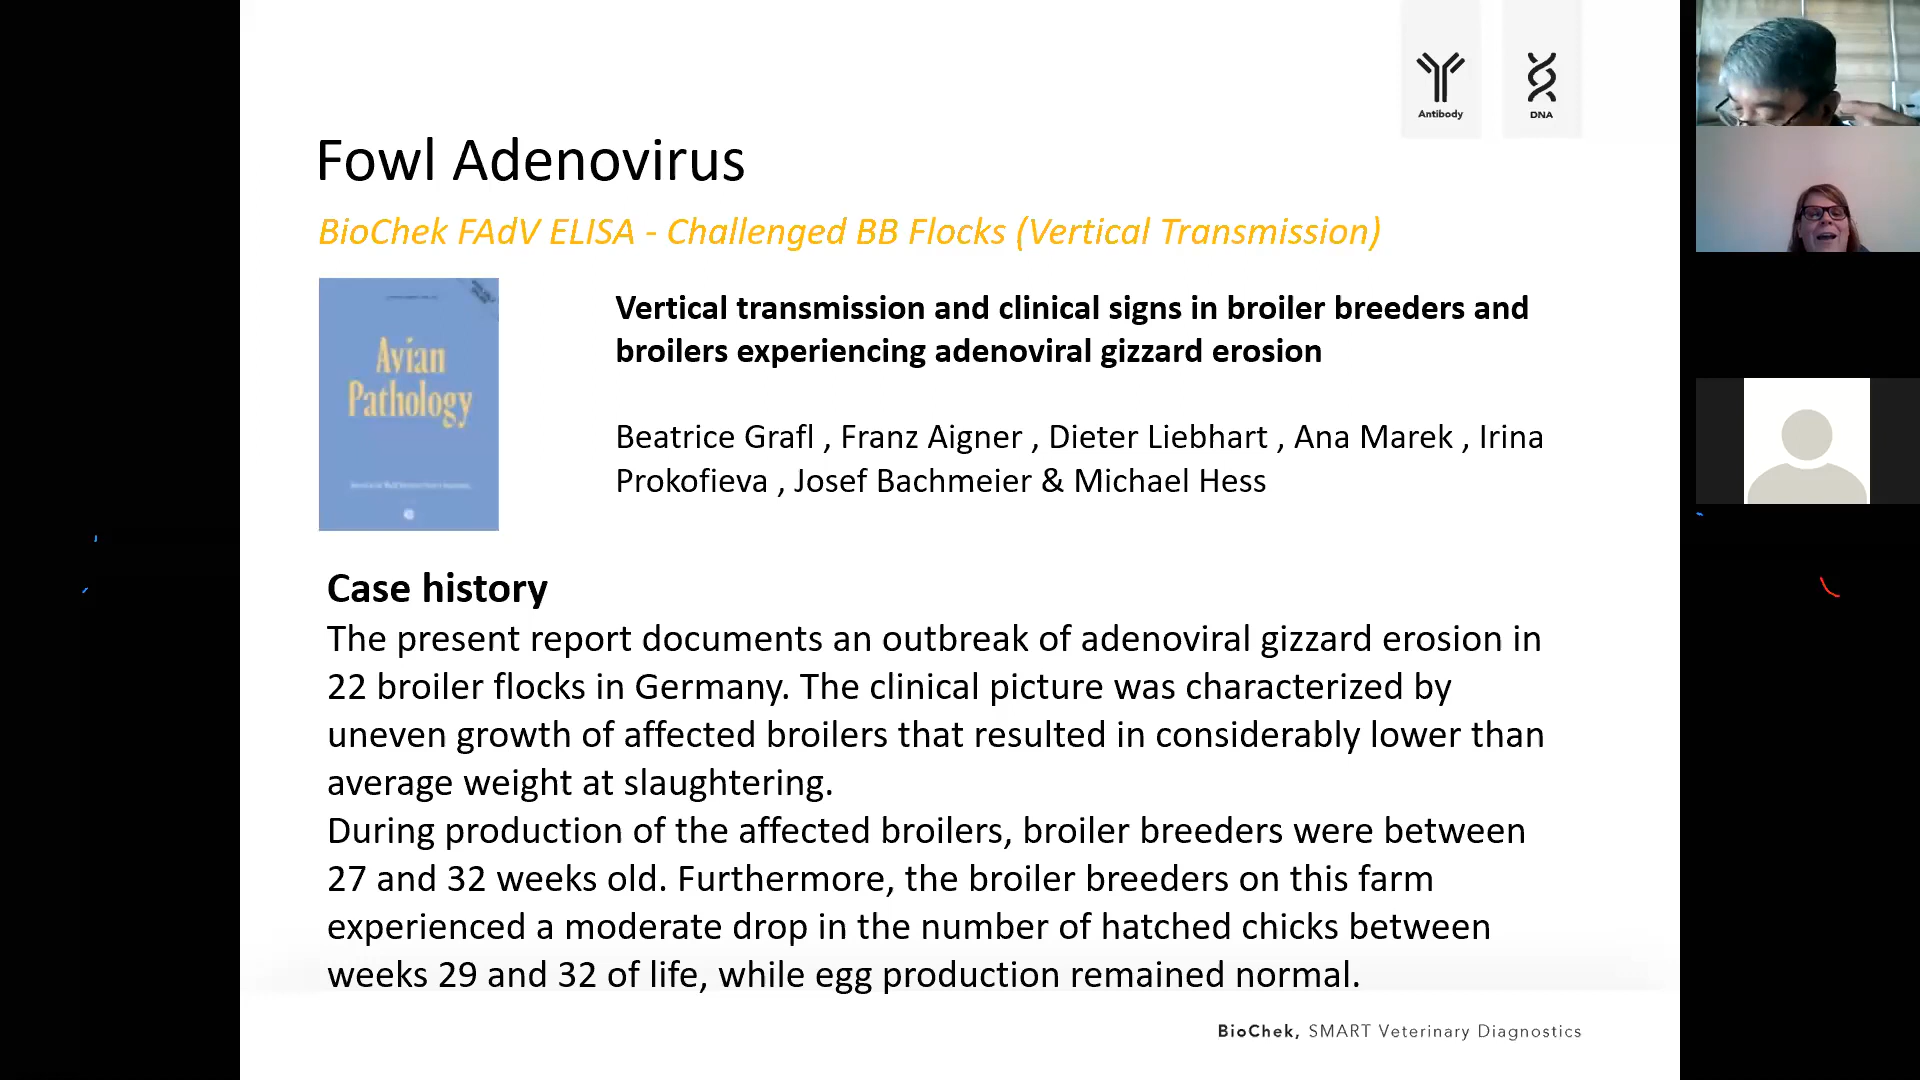 Antibody
DNA
Fowl Adenovirus
BioChek FAdV ELISA - Challenged BB Flocks (Vertical Transmission)
Avian
Pathology
Vertical transmission and clinical signs in broiler breeders and
broilers experiencing adenoviral gizzard erosion
Beatrice Grafl , Franz Aigner , Dieter Liebhart , Ana Marek , Irina
Prokofieva , Josef Bachmeier & Michael Hess
Case history
The present report documents an outbreak of adenoviral gizzard erosion in
22 broiler flocks in Germany. The clinical picture was characterized by
uneven growth of affected broilers that resulted in considerably lower than
average weight at slaughtering.
During production of the affected broilers, broiler breeders were between
27 and 32 weeks old. Furthermore, the broiler breeders on this farm
experienced a moderate drop in the number of hatched chicks between
weeks 29 and 32 of life, while egg production remained normal.
BioChek, SMART Veterinary Diagnostics